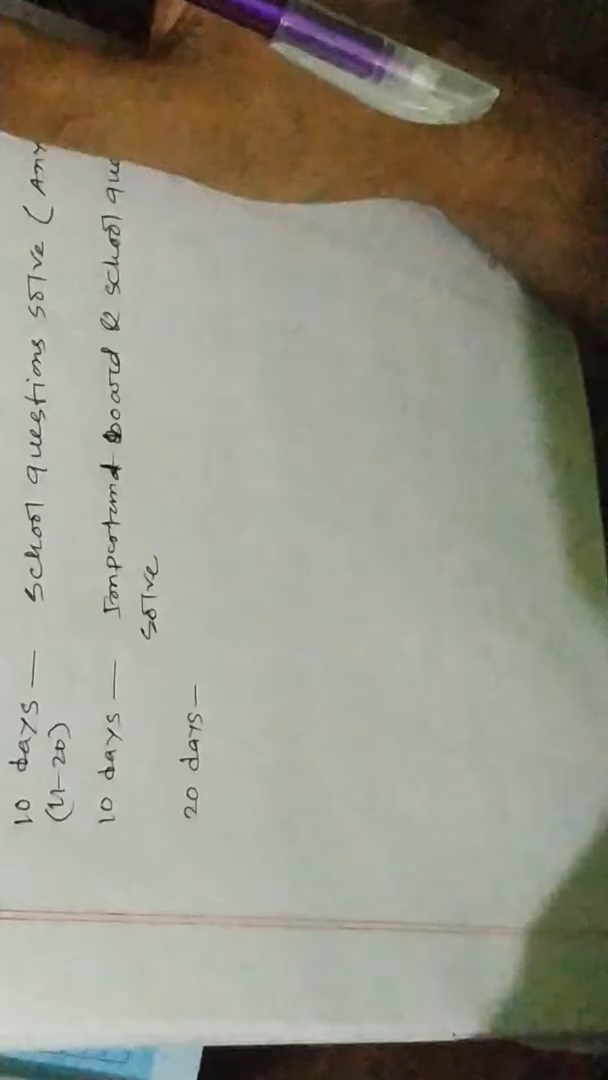 10 days — School questions solve (Any
(11-20)
10 days — Important board & school que
solve
20 days —